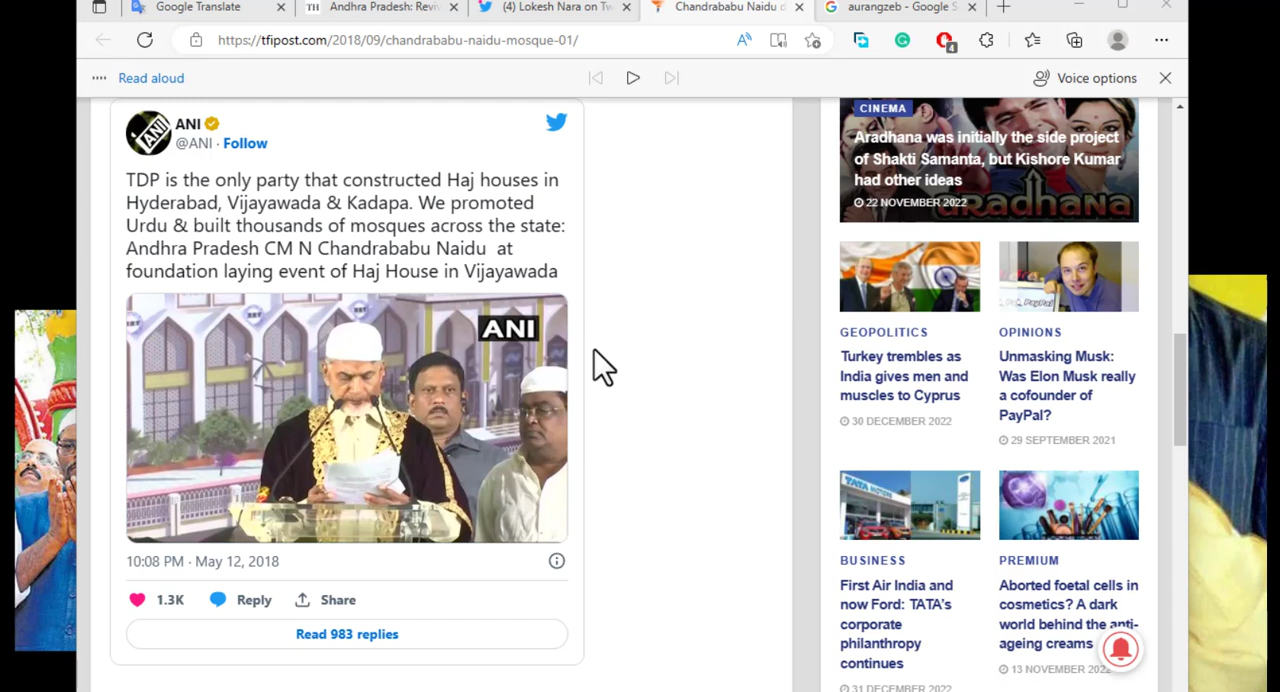 Google Translate
Andhra Pradesh: Revi
(4) Lokesh Nara on Tw
Chandrababu Naidu d
aurangzeb - Google S
https://tfipost.com/2018/09/chandrababu-naidu-mosque-01/
4
Read aloud
Voice options
ANI
@ANI · Follow
TDP is the only party that constructed Haj houses in
Hyderabad, Vijayawada & Kadapa. We promoted
Urdu & built thousands of mosques across the state:
Andhra Pradesh CM N Chandrababu Naidu at
foundation laying event of Haj House in Vijayawada
ANI
10:08 PM · May 12, 2018
1.3K
Reply
Share
Read 983 replies
CINEMA
Aradhana was initially the side project
of Shakti Samanta, but Kishore Kumar
had other ideas
22 NOVEMBER 2022
aradhana
GEOPOLITICS
Turkey trembles as
India gives men and
muscles to Cyprus
30 DECEMBER 2022
OPINIONS
Unmasking Musk:
Was Elon Musk really
a cofounder of
PayPal?
29 SEPTEMBER 2021
TATA MOTORS
BUSINESS
First Air India and
now Ford: TATA's
corporate
philanthropy
continues
31 DECEMBER 2022
PREMIUM
Aborted foetal cells in
cosmetics? A dark
world behind the anti-
ageing creams
13 NOVEMBER 2022